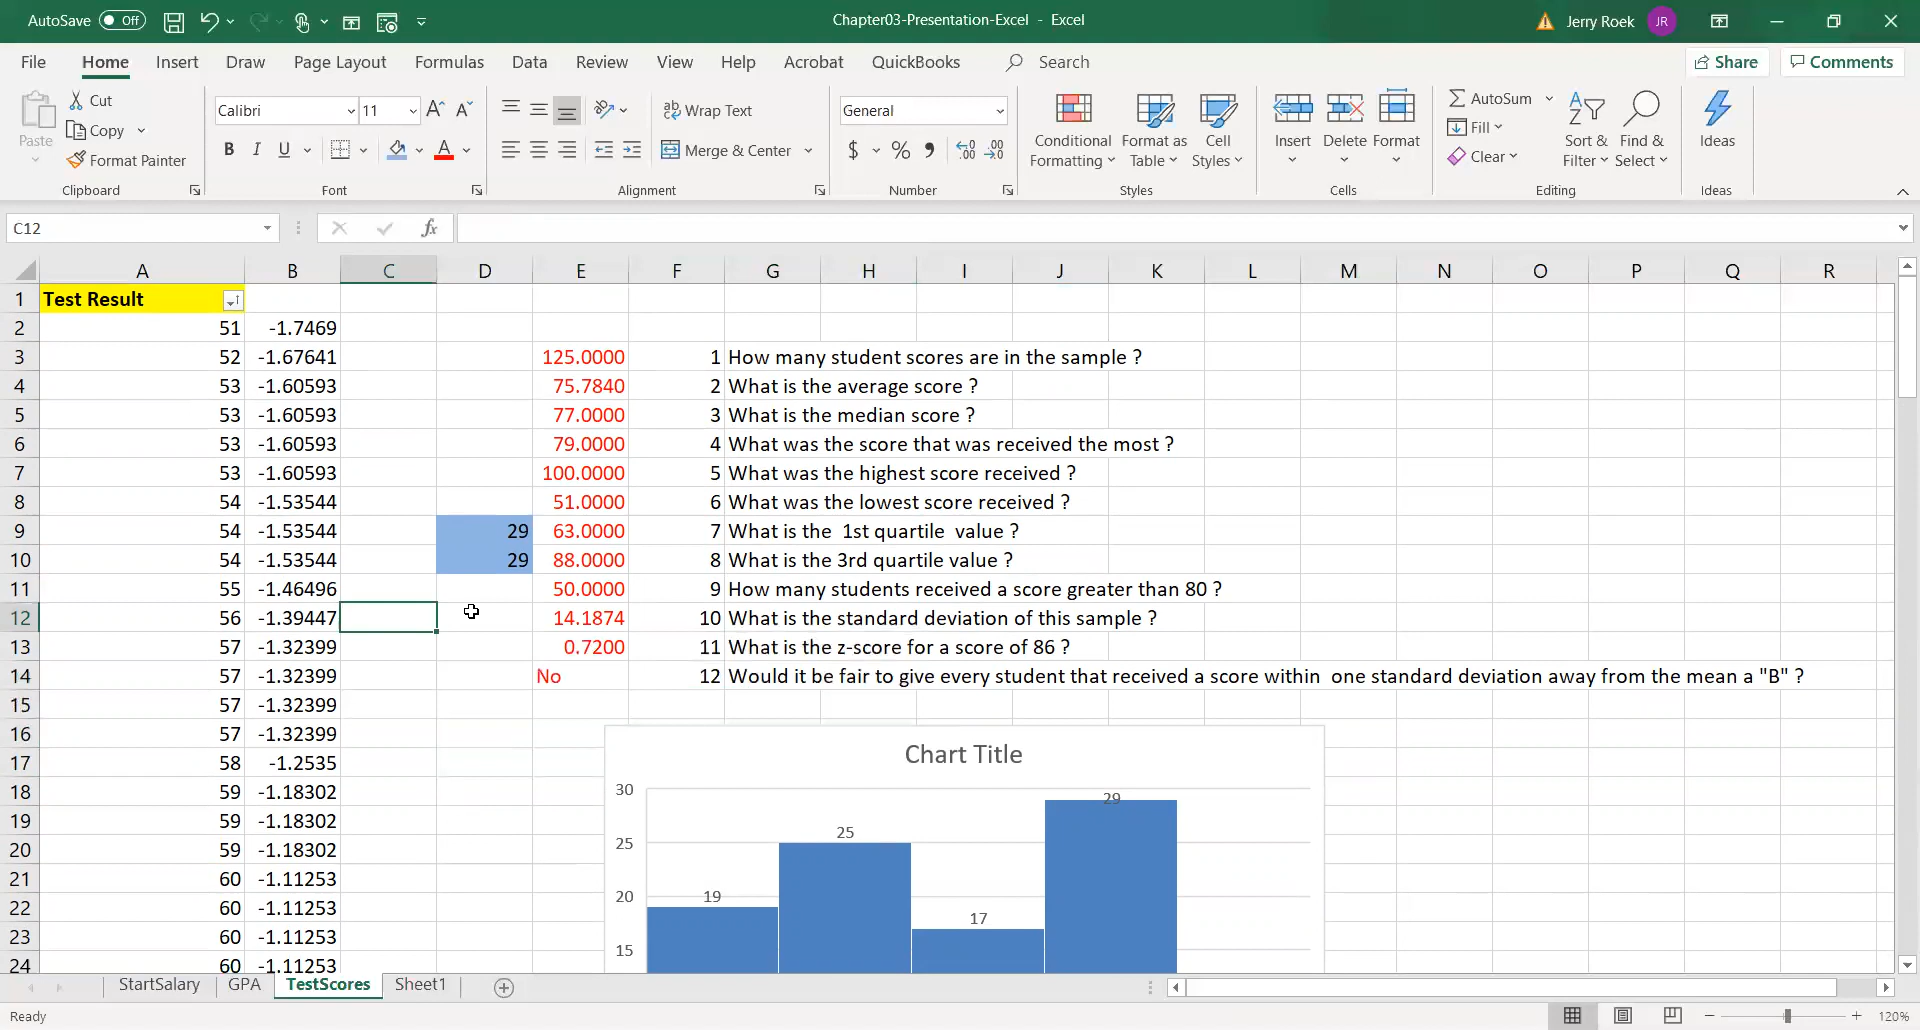 AutoSave Off Chapter03-Presentation-Excel - Excel Jerry Roek JR
File Home Insert Draw Page Layout Formulas Data Review View Help Acrobat QuickBooks Search Share Comments
Paste
Cut
Copy
Format Painter
Clipboard
Calibri 11
B I U A
Font
Wrap Text
Merge & Center
Alignment
General
$ %
Number
Conditional Formatting
Format as Table
Cell Styles
Styles
Insert Delete Format
Cells
AutoSum
Fill
Clear
Sort & Filter
Find & Select
Editing
Ideas
Ideas
C12 fx
A B C D E F G H I J K L M N O P Q R
1 Test Result
2 51 -1.7469
3 52 -1.67641 125.0000 1 How many student scores are in the sample ?
4 53 -1.60593 75.7840 2 What is the average score ?
5 53 -1.60593 77.0000 3 What is the median score ?
6 53 -1.60593 79.0000 4 What was the score that was received the most ?
7 53 -1.60593 100.0000 5 What was the highest score received ?
8 54 -1.53544 51.0000 6 What was the lowest score received ?
9 54 -1.53544 29 63.0000 7 What is the 1st quartile value ?
10 54 -1.53544 29 88.0000 8 What is the 3rd quartile value ?
11 55 -1.46496 50.0000 9 How many students received a score greater than 80 ?
12 56 -1.39447 14.1874 10 What is the standard deviation of this sample ?
13 57 -1.32399 0.7200 11 What is the z-score for a score of 86 ?
14 57 -1.32399 No 12 Would it be fair to give every student that received a score within one standard deviation away from the mean a "B" ?
15 57 -1.32399
16 57 -1.32399
17 58 -1.2535
18 59 -1.18302
19 59 -1.18302
20 59 -1.18302
21 60 -1.11253
22 60 -1.11253
23 60 -1.11253
24 60 -1.11253
Chart Title
30
25
20
15
19
25
17
29
StartSalary GPA TestScores Sheet1
Ready 120%